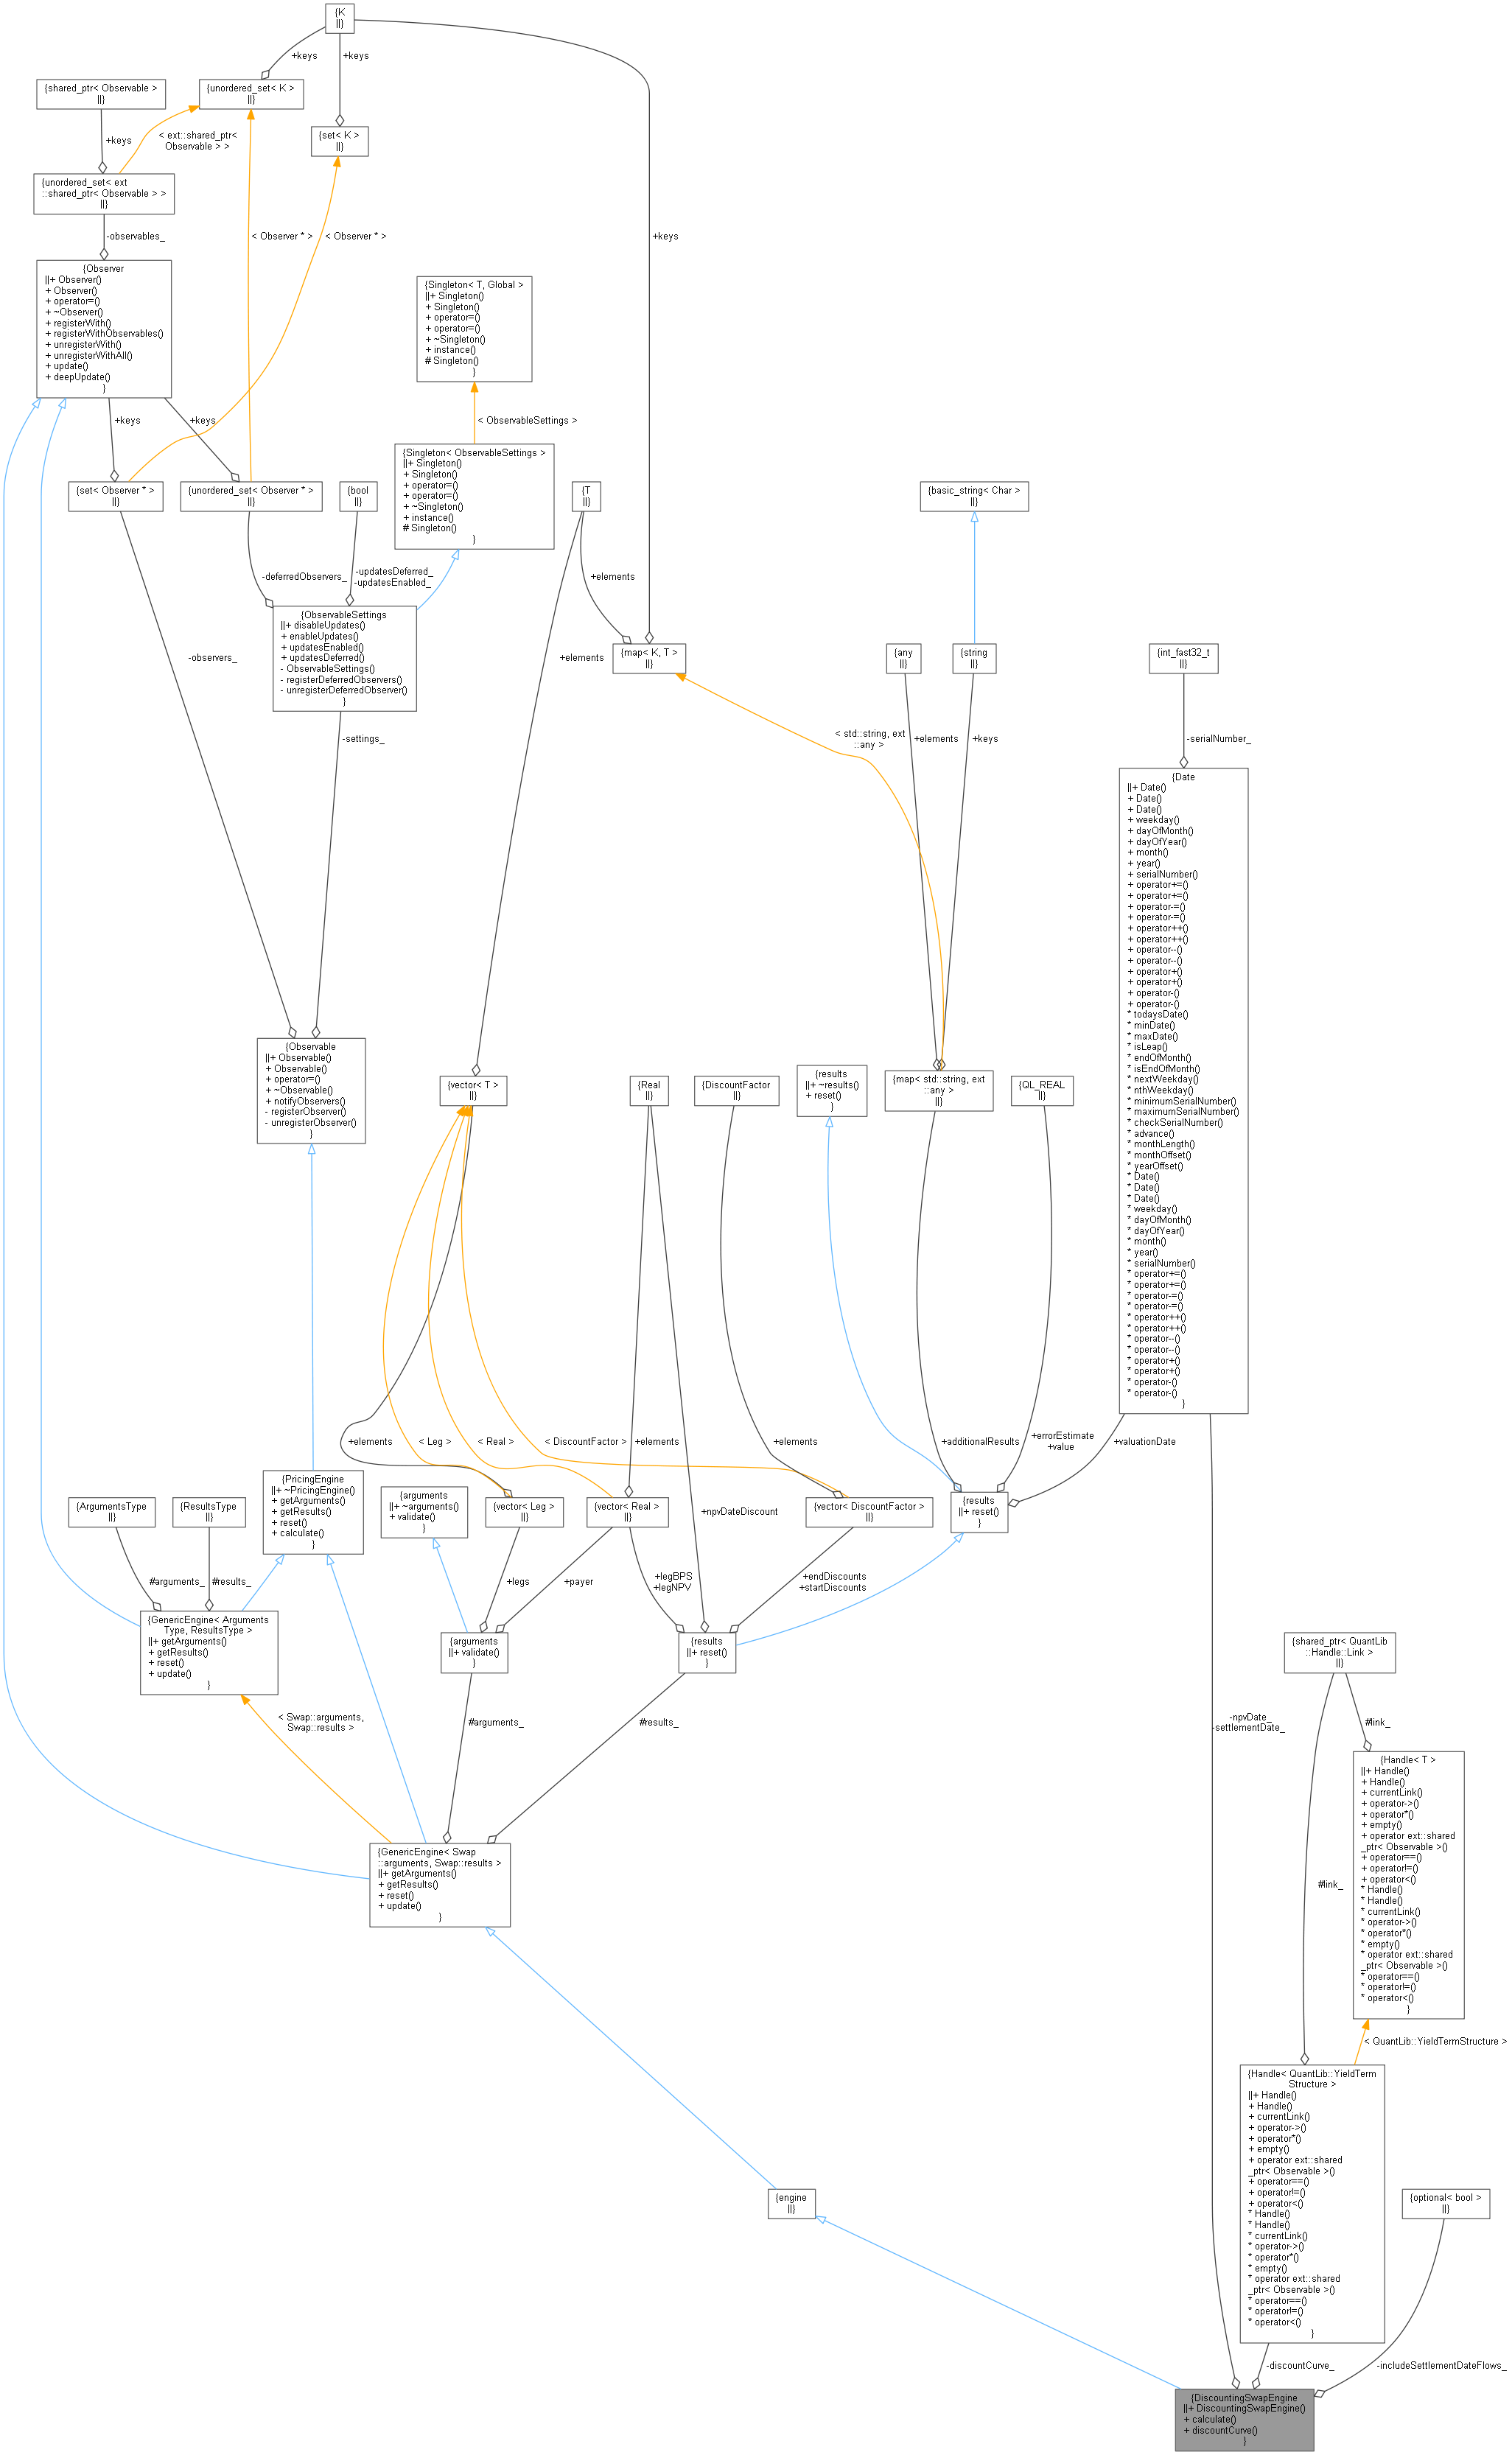 {K
||}
+keys
+keys
{shared_ptr< Observable >
||}
{unordered_set< K >
||}
+keys
< ext::shared_ptr<
Observable > >
{set< K >
||}
{unordered_set< ext
::shared_ptr< Observable > >
||}
-observables_
< Observer * >
< Observer * >
+keys
{Observer
||+ Observer()
+ Observer()
+ operator=()
+ ~Observer()
+ registerWith()
+ registerWithObservables()
+ unregisterWith()
+ unregisterWithAll()
+ update()
+ deepUpdate()
}
{Singleton< T, Global >
||+ Singleton()
+ Singleton()
+ operator=()
+ operator=()
+ ~Singleton()
+ instance()
# Singleton()
}
+keys
+keys
< ObservableSettings >
{Singleton< ObservableSettings >
||+ Singleton()
+ Singleton()
+ operator=()
+ operator=()
+ ~Singleton()
+ instance()
# Singleton()
}
{set< Observer * >
||}
{unordered_set< Observer * >
||}
{bool
||}
{T
||}
{basic_string< Char >
||}
-deferredObservers_
-updatesDeferred_
-updatesEnabled_
+elements
{ObservableSettings
||+ disableUpdates()
+ enableUpdates()
+ updatesEnabled()
+ updatesDeferred()
- ObservableSettings()
- registerDeferredObservers()
- unregisterDeferredObserver()
}
-observers_
+elements
{map< K, T >
||}
{any
||}
{string
||}
{int_fast32_t
||}
-settings_
< std::string, ext
::any >
+elements
+keys
-serialNumber_
{Date
||+ Date()
+ Date()
+ Date()
+ weekday()
+ dayOfMonth()
+ dayOfYear()
+ month()
+ year()
+ serialNumber()
+ operator+=()
+ operator+=()
+ operator-=()
+ operator-=()
+ operator++()
+ operator++()
+ operator--()
+ operator--()
+ operator+()
+ operator+()
+ operator-()
+ operator-()
* todaysDate()
* minDate()
* maxDate()
* isLeap()
* endOfMonth()
* isEndOfMonth()
* nextWeekday()
* nthWeekday()
* minimumSerialNumber()
* maximumSerialNumber()
* checkSerialNumber()
* advance()
* monthLength()
* monthOffset()
* yearOffset()
* Date()
* Date()
* Date()
* weekday()
* dayOfMonth()
* dayOfYear()
* month()
* year()
* serialNumber()
* operator+=()
* operator+=()
* operator-=()
* operator-=()
* operator++()
* operator++()
* operator--()
* operator--()
* operator+()
* operator+()
* operator-()
* operator-()
}
{Observable
||+ Observable()
+ Observable()
+ operator=()
+ ~Observable()
+ notifyObservers()
- registerObserver()
- unregisterObserver()
}
{vector< T >
||}
{Real
||}
{DiscountFactor
||}
{results
||+ ~results()
+ reset()
}
{map< std::string, ext
::any >
||}
{QL_REAL
||}
+elements
< Leg >
< Real >
< DiscountFactor >
+elements
+elements
+additionalResults
+errorEstimate
+value
+valuationDate
{ArgumentsType
||}
{ResultsType
||}
{PricingEngine
||+ ~PricingEngine()
+ getArguments()
+ getResults()
+ reset()
+ calculate()
}
{arguments
||+ ~arguments()
+ validate()
}
{vector< Leg >
||}
{vector< Real >
||}
+npvDateDiscount
{vector< DiscountFactor >
||}
{results
||+ reset()
}
#arguments_
#results_
+legs
+payer
+legBPS
+legNPV
+endDiscounts
+startDiscounts
{GenericEngine< Arguments
Type, ResultsType >
||+ getArguments()
+ getResults()
+ reset()
+ update()
}
{arguments
||+ validate()
}
{results
||+ reset()
}
{shared_ptr< QuantLib
::Handle::Link >
||}
< Swap::arguments,
Swap::results >
#arguments_
#results_
-npvDate_
-settlementDate_
#link_
{Handle< T >
||+ Handle()
+ Handle()
+ currentLink()
+ operator->()
+ operator*()
+ empty()
+ operator ext::shared
_ptr< Observable >()
+ operator==()
+ operator!=()
+ operator<()
* Handle()
* Handle()
* currentLink()
* operator->()
* operator*()
* empty()
* operator ext::shared
_ptr< Observable >()
* operator==()
* operator!=()
* operator<()
}
#link_
{GenericEngine< Swap
::arguments, Swap::results >
||+ getArguments()
+ getResults()
+ reset()
+ update()
}
< QuantLib::YieldTermStructure >
{Handle< QuantLib::YieldTerm
Structure >
||+ Handle()
+ Handle()
+ currentLink()
+ operator->()
+ operator*()
+ empty()
+ operator ext::shared
_ptr< Observable >()
+ operator==()
+ operator!=()
+ operator<()
* Handle()
* Handle()
* currentLink()
* operator->()
* operator*()
* empty()
* operator ext::shared
_ptr< Observable >()
* operator==()
* operator!=()
* operator<()
}
{engine
||}
{optional< bool >
||}
-discountCurve_
-includeSettlementDateFlows_
{DiscountingSwapEngine
||+ DiscountingSwapEngine()
+ calculate()
+ discountCurve()
}